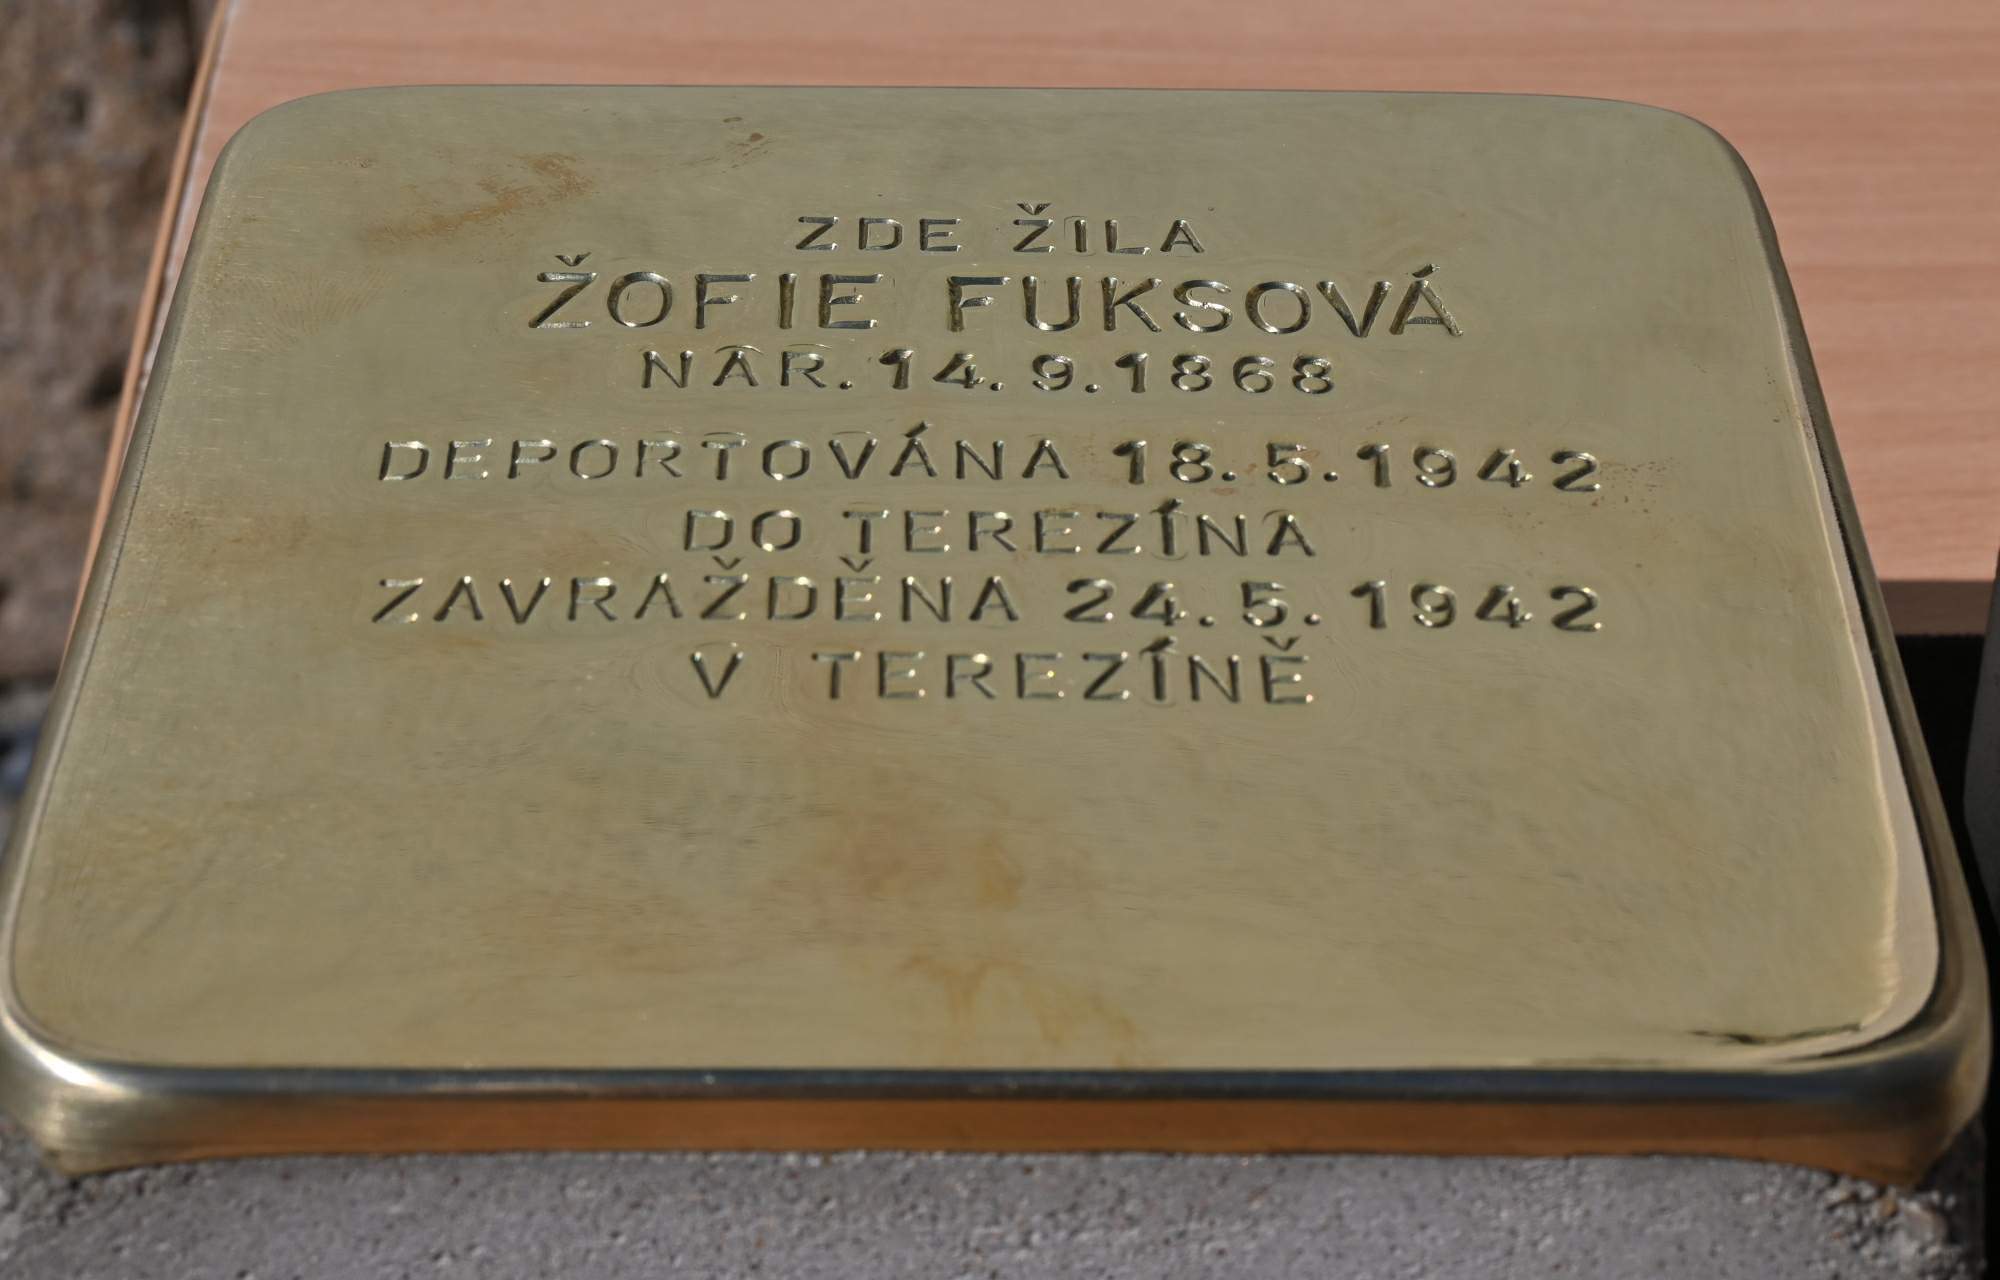 ZDE ŽILA
ŽOFIE FUKSOVÁ
NAR. 14. 9. 1868
DEPORTOVÁNA 18. 5. 1942
DO TEREZÍNA
ZAVRAŽDĚNA 24. 5. 1942
V TEREZÍNĚ